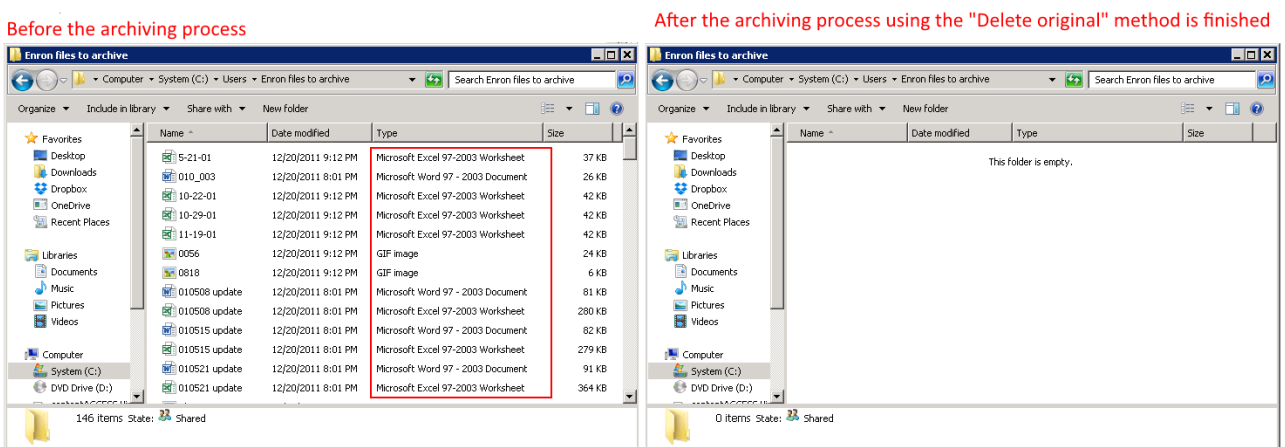 Before the archiving process
After the archiving process using the "Delete original" method is finished
Enron files to archive
Computer System (C:) Users Enron files to archive
Search Enron files to archive
Organize Include in library Share with New folder
Name Date modified Type Size
Favorites
Desktop
Downloads
Dropbox
OneDrive
Recent Places
Libraries
Documents
Music
Pictures
Videos
Computer
System (C:)
DVD Drive (D:)
5-21-01 12/20/2011 9:12 PM Microsoft Excel 97-2003 Worksheet 37 KB
010_003 12/20/2011 8:01 PM Microsoft Word 97 - 2003 Document 26 KB
10-22-01 12/20/2011 9:12 PM Microsoft Excel 97-2003 Worksheet 42 KB
10-29-01 12/20/2011 9:12 PM Microsoft Excel 97-2003 Worksheet 42 KB
11-19-01 12/20/2011 9:12 PM Microsoft Excel 97-2003 Worksheet 42 KB
0056 12/20/2011 9:12 PM GIF image 24 KB
0818 12/20/2011 9:12 PM GIF image 6 KB
010508 update 12/20/2011 8:01 PM Microsoft Word 97 - 2003 Document 81 KB
010508 update 12/20/2011 8:01 PM Microsoft Excel 97-2003 Worksheet 280 KB
010515 update 12/20/2011 8:01 PM Microsoft Word 97 - 2003 Document 82 KB
010515 update 12/20/2011 8:01 PM Microsoft Excel 97-2003 Worksheet 279 KB
010521 update 12/20/2011 8:01 PM Microsoft Word 97 - 2003 Document 91 KB
010521 update 12/20/2011 8:01 PM Microsoft Excel 97-2003 Worksheet 364 KB
146 items State: Shared
Enron files to archive
Computer System (C:) Users Enron files to archive
Search Enron files to archive
Organize Include in library Share with New folder
Name Date modified Type Size
Favorites
Desktop
Downloads
Dropbox
OneDrive
Recent Places
Libraries
Documents
Music
Pictures
Videos
Computer
System (C:)
DVD Drive (D:)
This folder is empty.
0 items State: Shared